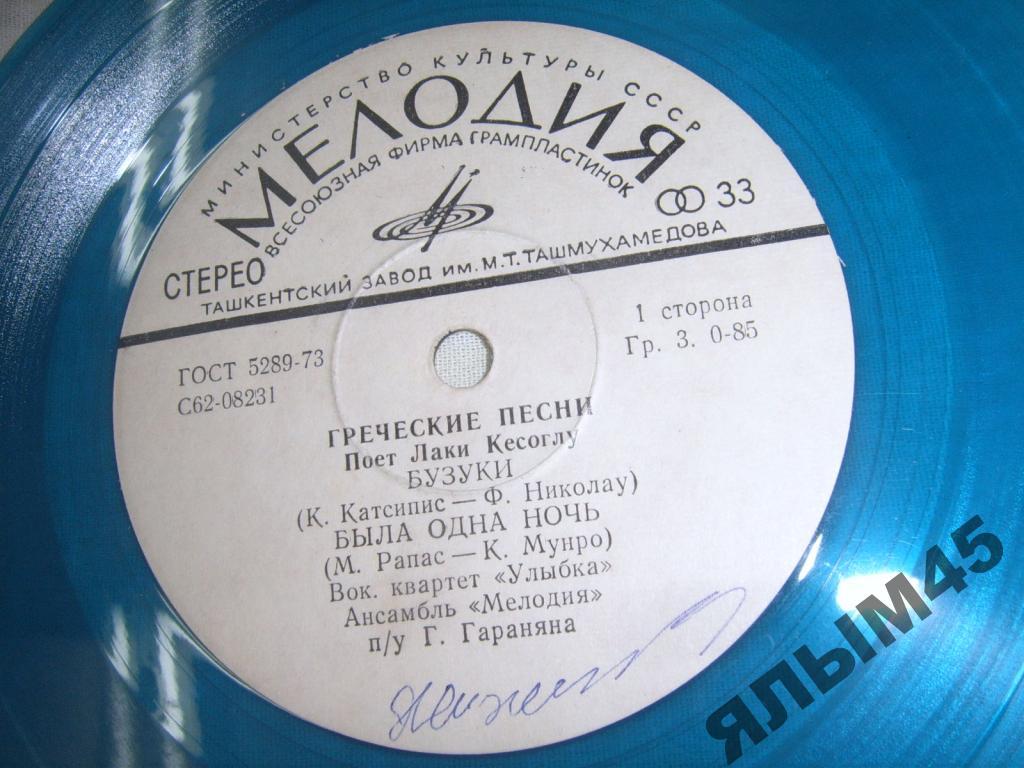 МИНИСТЕРСТВО КУЛЬТУРЫ СССР
МЕЛОДИЯ
ВСЕСОЮЗНАЯ ФИРМА ГРАМПЛАСТИНОК
СТЕРЕО
33
ТАШКЕНТСКИЙ ЗАВОД ИМ. М.Т.ТАШМУХАМЕДОВА
ГОСТ 5289-73
С62-08231
1 сторона
Гр. 3. 0-85
ГРЕЧЕСКИЕ ПЕСНИ
Поет Лаки Кесоглу
БУЗУКИ
(К. Катсипис — Ф. Николау)
БЫЛА ОДНА НОЧЬ
(М. Рапас — К. Мунро)
Вок. квартет «Улыбка»
Ансамбль «Мелодия»
п/у Г. Гараняна
ЯЛЫМ45